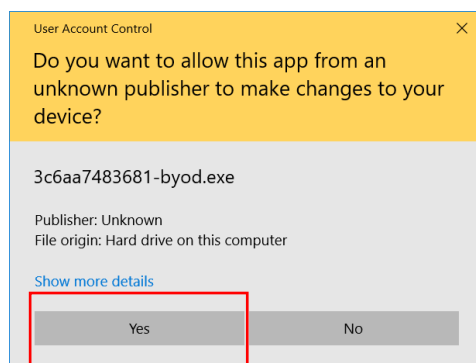 User Account Control
Do you want to allow this app from an
unknown publisher to make changes to your
device?
3c6aa7483681-byod.exe
Publisher: Unknown
File origin: Hard drive on this computer
Show more details
Yes
No